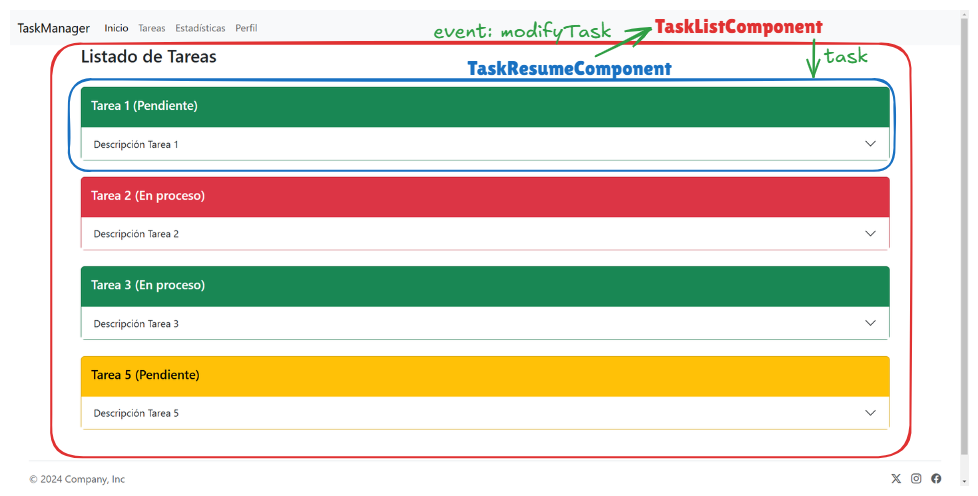 TaskManager Inicio Tareas Estadísticas Perfil
event: modifyTask TaskListComponent
Listado de Tareas
TaskResumeComponent
task
Tarea 1 (Pendiente)
Descripción Tarea 1
Tarea 2 (En proceso)
Descripción Tarea 2
Tarea 3 (En proceso)
Descripción Tarea 3
Tarea 5 (Pendiente)
Descripción Tarea 5
© 2024 Company, Inc